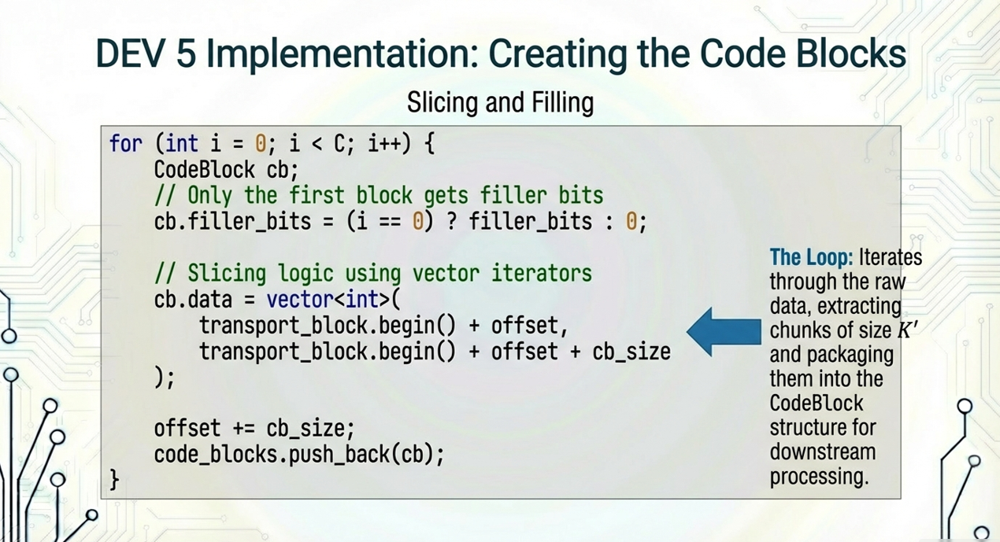 DEV 5 Implementation: Creating the Code Blocks
Slicing and Filling
for (int i = 0; i < C; i++) {
    CodeBlock cb;
    // Only the first block gets filler bits
    cb.filler_bits = (i == 0) ? filler_bits : 0;
    // Slicing logic using vector iterators
    cb.data = vector<int>(
        transport_block.begin() + offset,
        transport_block.begin() + offset + cb_size
    );
    offset += cb_size;
    code_blocks.push_back(cb);
}
The Loop: Iterates
through the raw
data, extracting
chunks of size K′
and packaging
them into the
CodeBlock
structure for
downstream
processing.